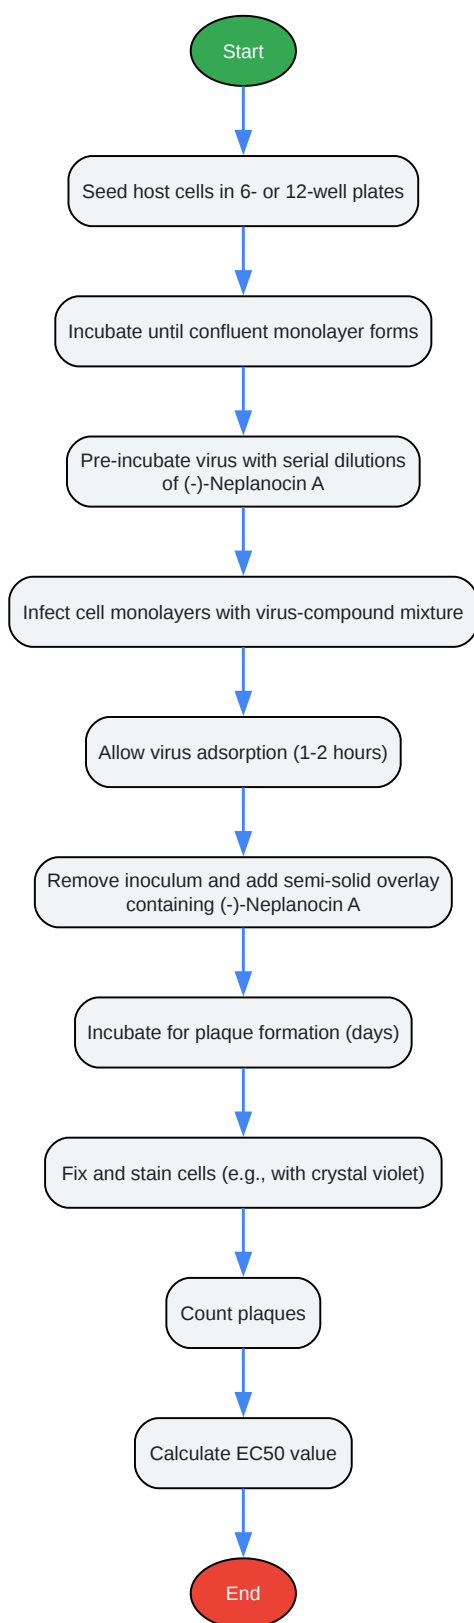 Start
Seed host cells in 6- or 12-well plates
Incubate until confluent monolayer forms
Pre-incubate virus with serial dilutions
of (-)-Neplanocin A
Infect cell monolayers with virus-compound mixture
Allow virus adsorption (1-2 hours)
Remove inoculum and add semi-solid overlay
containing (-)-Neplanocin A
Incubate for plaque formation (days)
Fix and stain cells (e.g., with crystal violet)
Count plaques
Calculate EC50 value
End